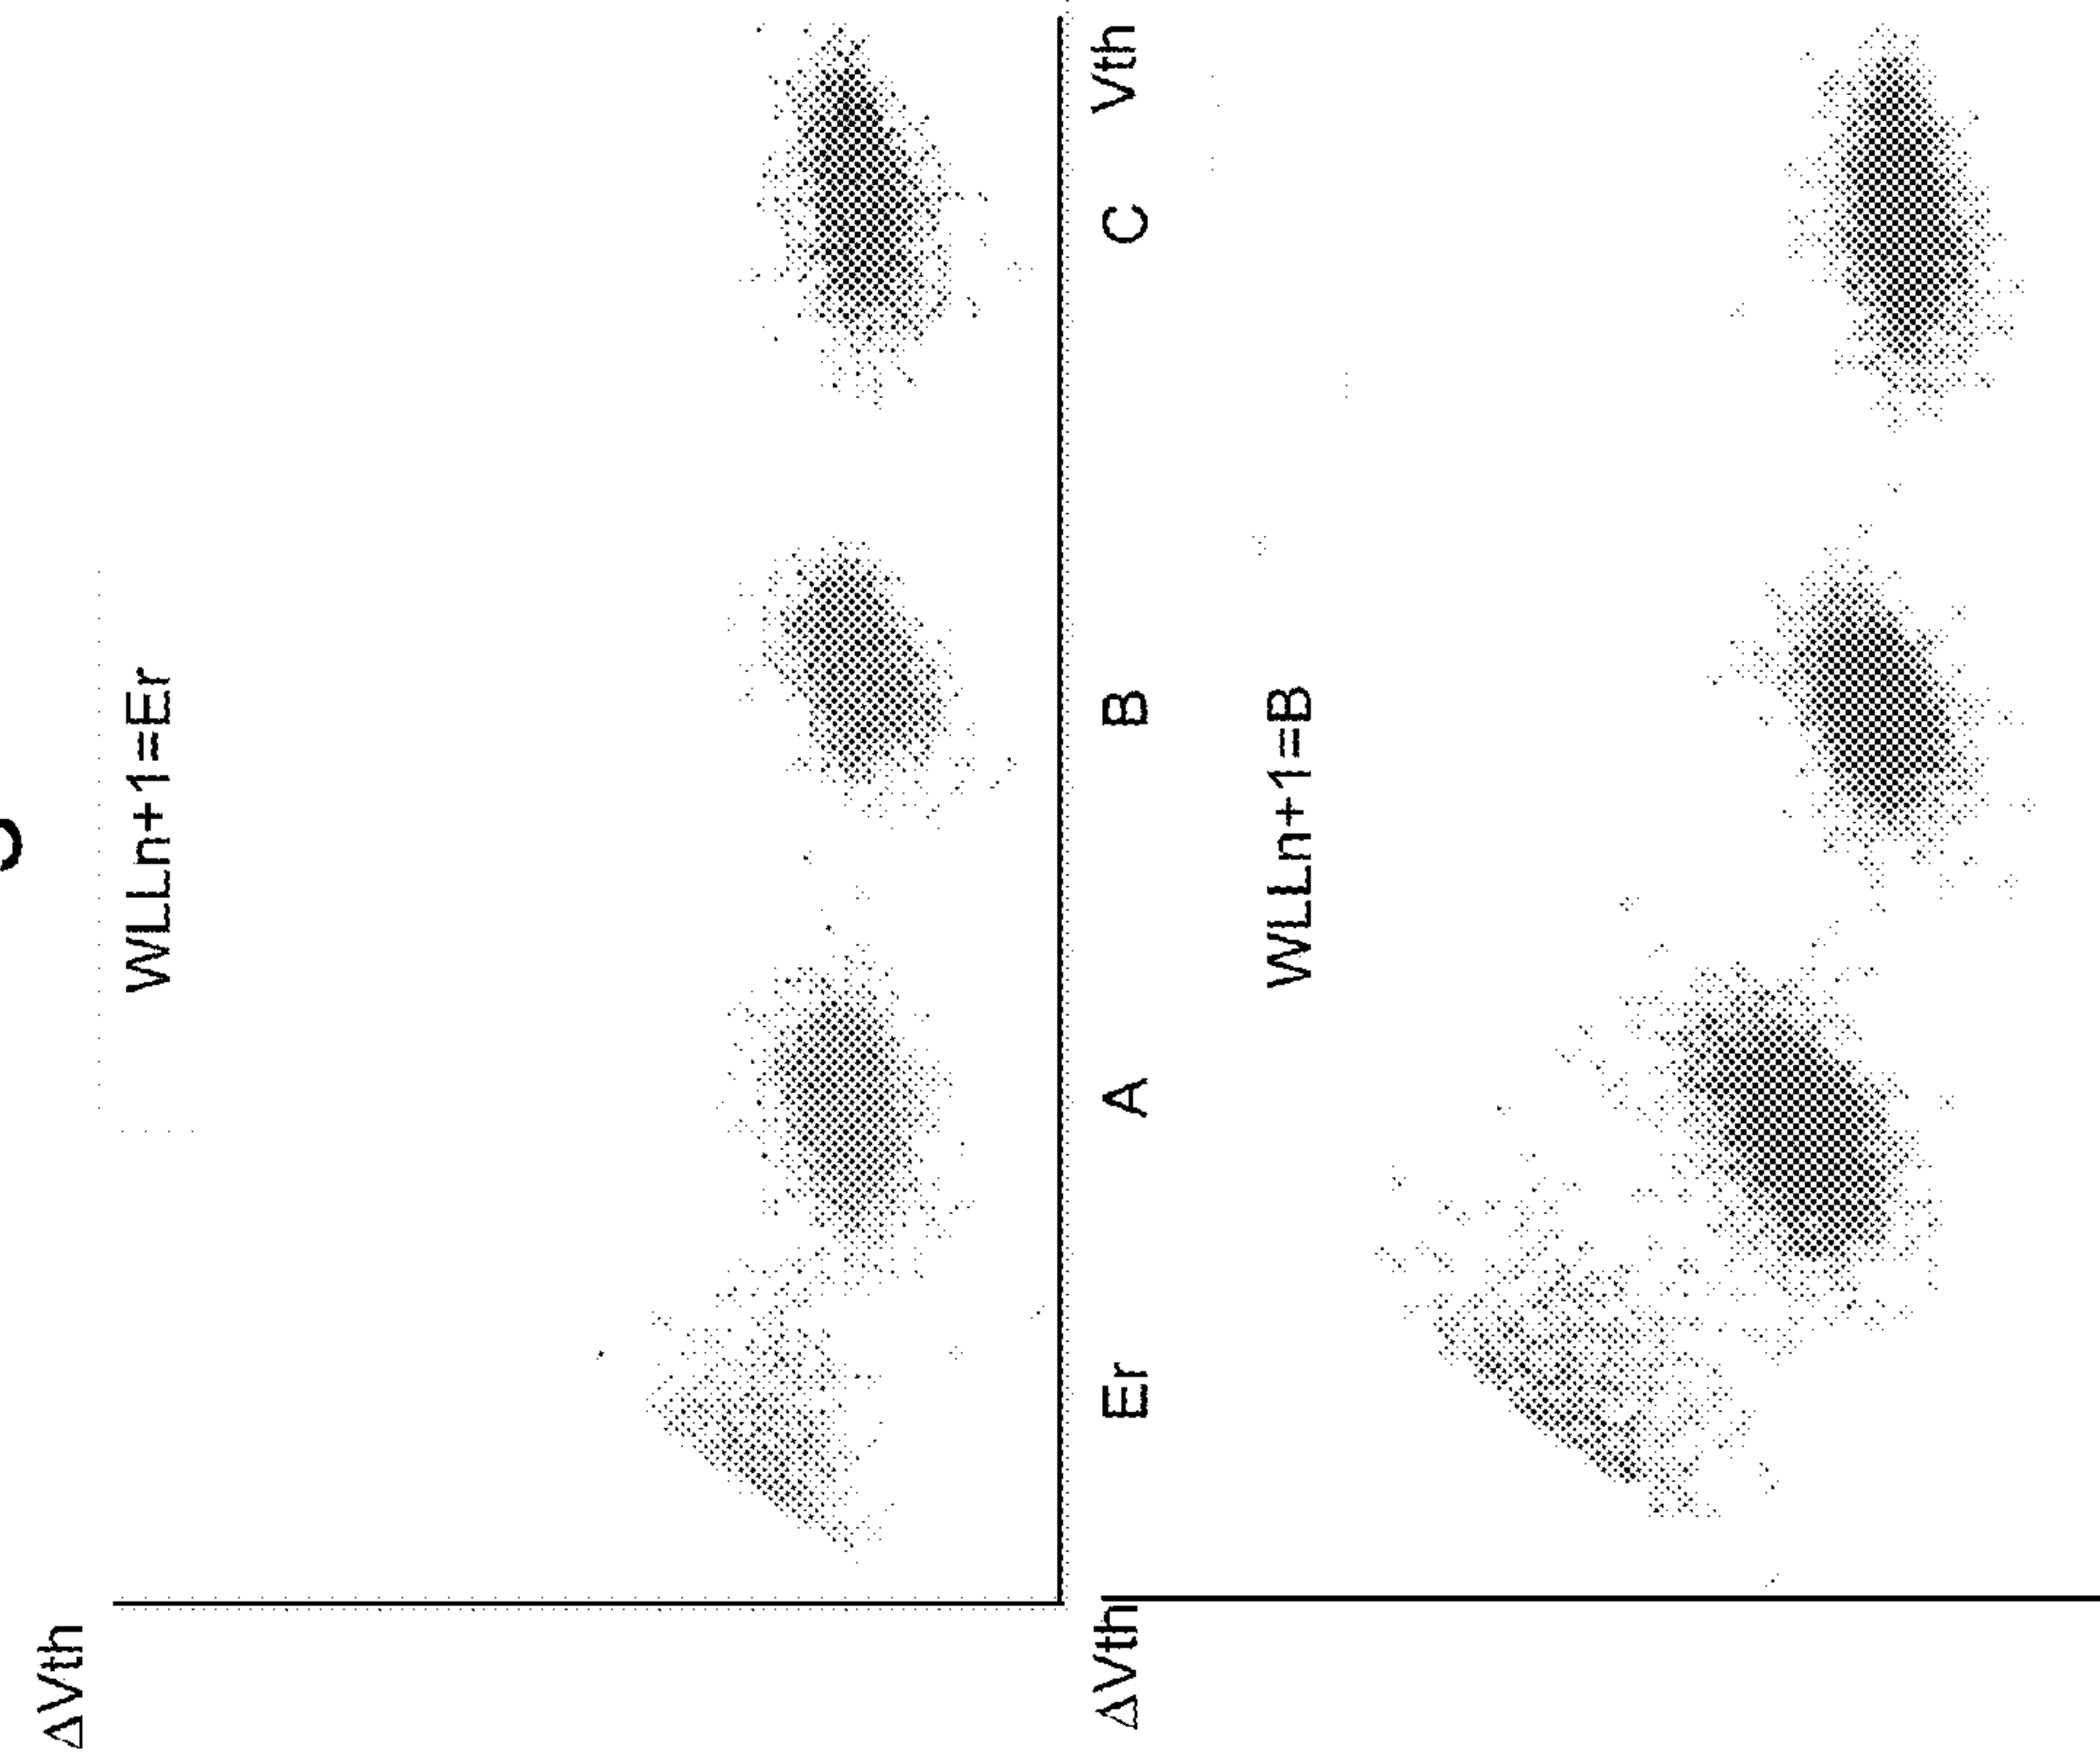 ΔVth
WLLn+1=Er
Er A B C Vth
ΔVth
WLLn+1=B